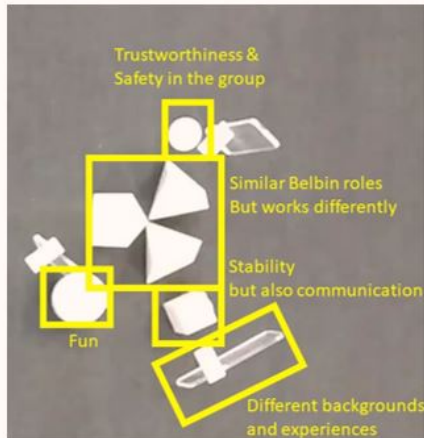 Trustworthiness &
Safety in the group
Similar Belbin roles
But works differently
Stability
but also communication
Fun
Different backgrounds
and experiences